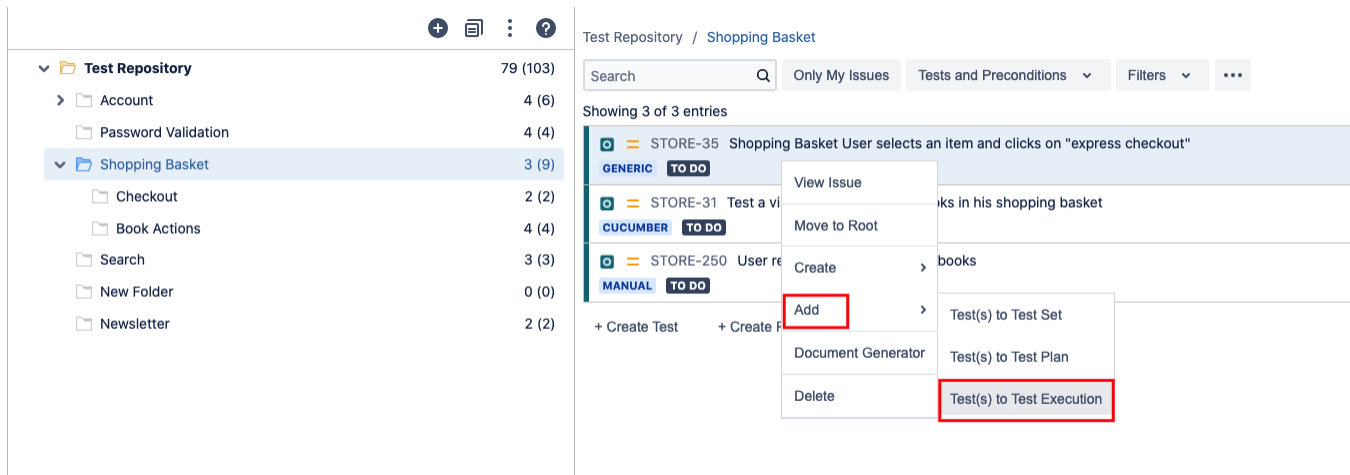 Test Repository 79 (103)
Account 4 (6)
Password Validation 4 (4)
Shopping Basket 3 (9)
Checkout 2 (2)
Book Actions 4 (4)
Search 3 (3)
New Folder 0 (0)
Newsletter 2 (2)
Test Repository / Shopping Basket
Search Only My Issues Tests and Preconditions Filters
Showing 3 of 3 entries
STORE-35 Shopping Basket User selects an item and clicks on "express checkout"
GENERIC TO DO
STORE-31 Test a in his shopping basket
CUCUMBER TO DO
STORE-250 User books
MANUAL TO DO
+ Create Test + Create
View Issue
Move to Root
Create
Add
Document Generator
Delete
Test(s) to Test Set
Test(s) to Test Plan
Test(s) to Test Execution